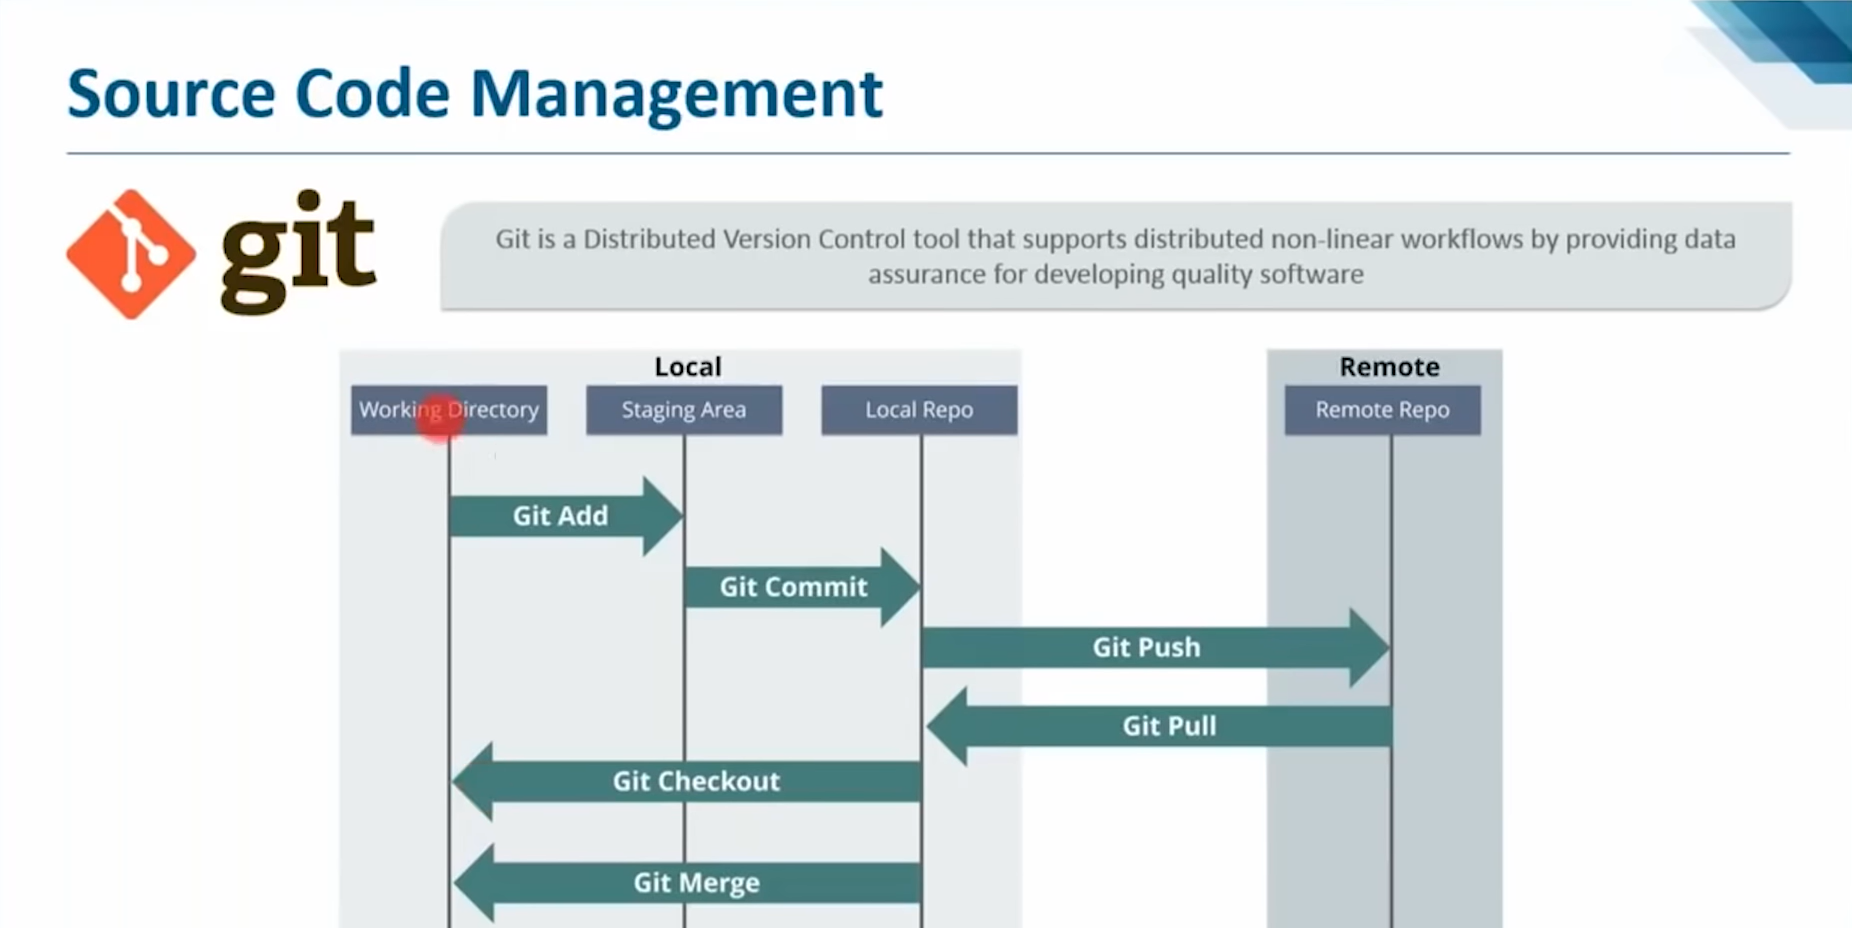 Source Code Management
git
Git is a Distributed Version Control tool that supports distributed non-linear workflows by providing data
assurance for developing quality software
Local
Remote
Working Directory
Staging Area
Local Repo
Remote Repo
Git Add
Git Commit
Git Push
Git Pull
Git Checkout
Git Merge